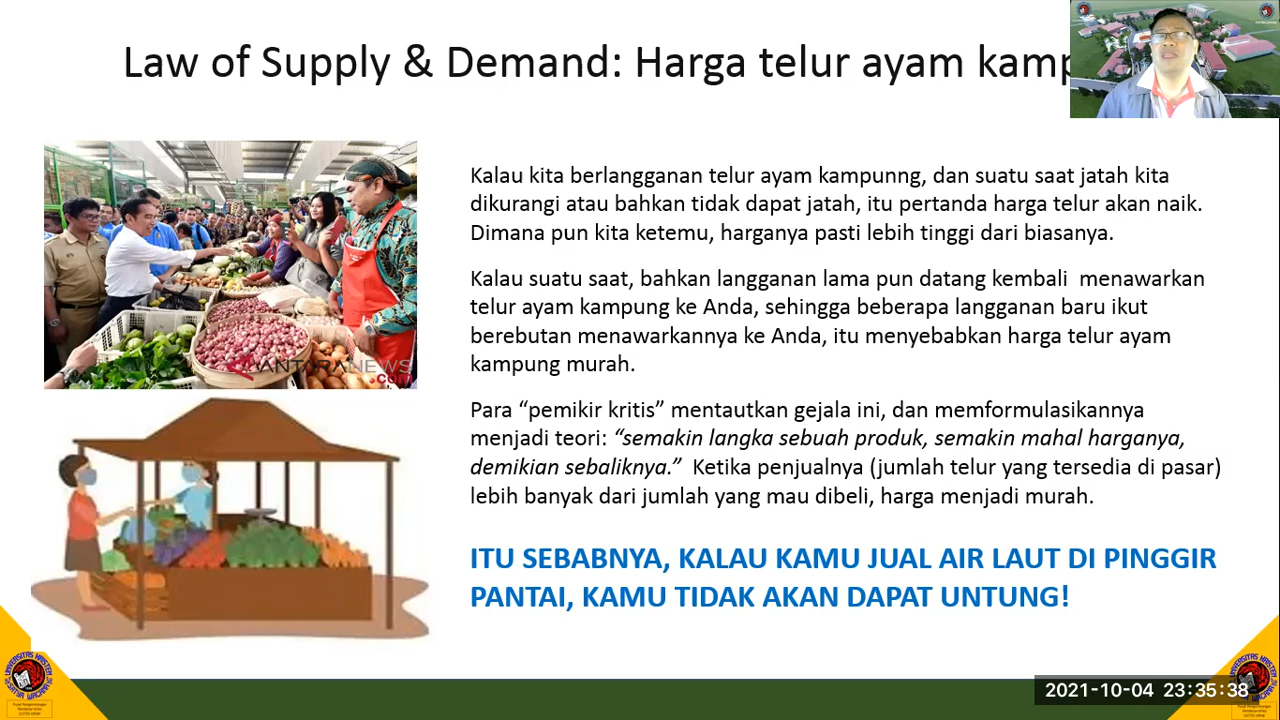 Law of Supply & Demand: Harga telur ayam kamp
Kalau kita berlangganan telur ayam kampunng, dan suatu saat jatah kita
dikurangi atau bahkan tidak dapat jatah, itu pertanda harga telur akan naik.
Dimana pun kita ketemu, harganya pasti lebih tinggi dari biasanya.
Kalau suatu saat, bahkan langganan lama pun datang kembali menawarkan
telur ayam kampung ke Anda, sehingga beberapa langganan baru ikut
berebutan menawarkannya ke Anda, itu menyebabkan harga telur ayam
kampung murah.
Para “pemikir kritis” mentautkan gejala ini, dan memformulasikannya
menjadi teori: “semakin langka sebuah produk, semakin mahal harganya,
demikian sebaliknya.” Ketika penjualnya (jumlah telur yang tersedia di pasar)
lebih banyak dari jumlah yang mau dibeli, harga menjadi murah.
ITU SEBABNYA, KALAU KAMU JUAL AIR LAUT DI PINGGIR
PANTAI, KAMU TIDAK AKAN DAPAT UNTUNG!
ANTARANEWS
.com
UNIVERSITAS KRISTEN
SATYA WACANA
2021-10-04 23:35:38